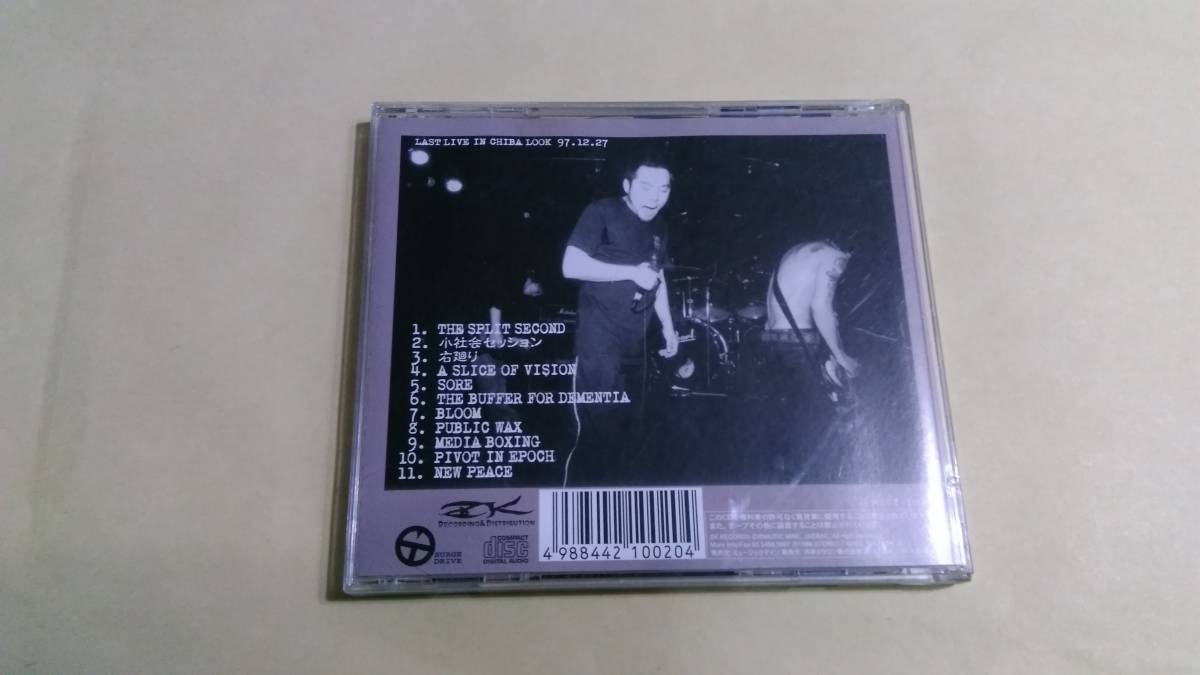 LAST LIVE IN CHIBA LOOK 97.12.27
1. THE SPLIT SECOND
2. 小社会セッション
3. 右廻り
4. A SLICE OF VISION
5. SORE
6. THE BUFFER FOR DEMENTIA
7. BLOOM
8. PUBLIC WAX
9. MEDIA BOXING
10. PIVOT IN EPOCH
11. NEW PEACE
ZK
RECORDING&DISTRIBUTION
SURGE
DRIVE
COMPACT
disc
DIGITAL AUDIO
4 988442 100204